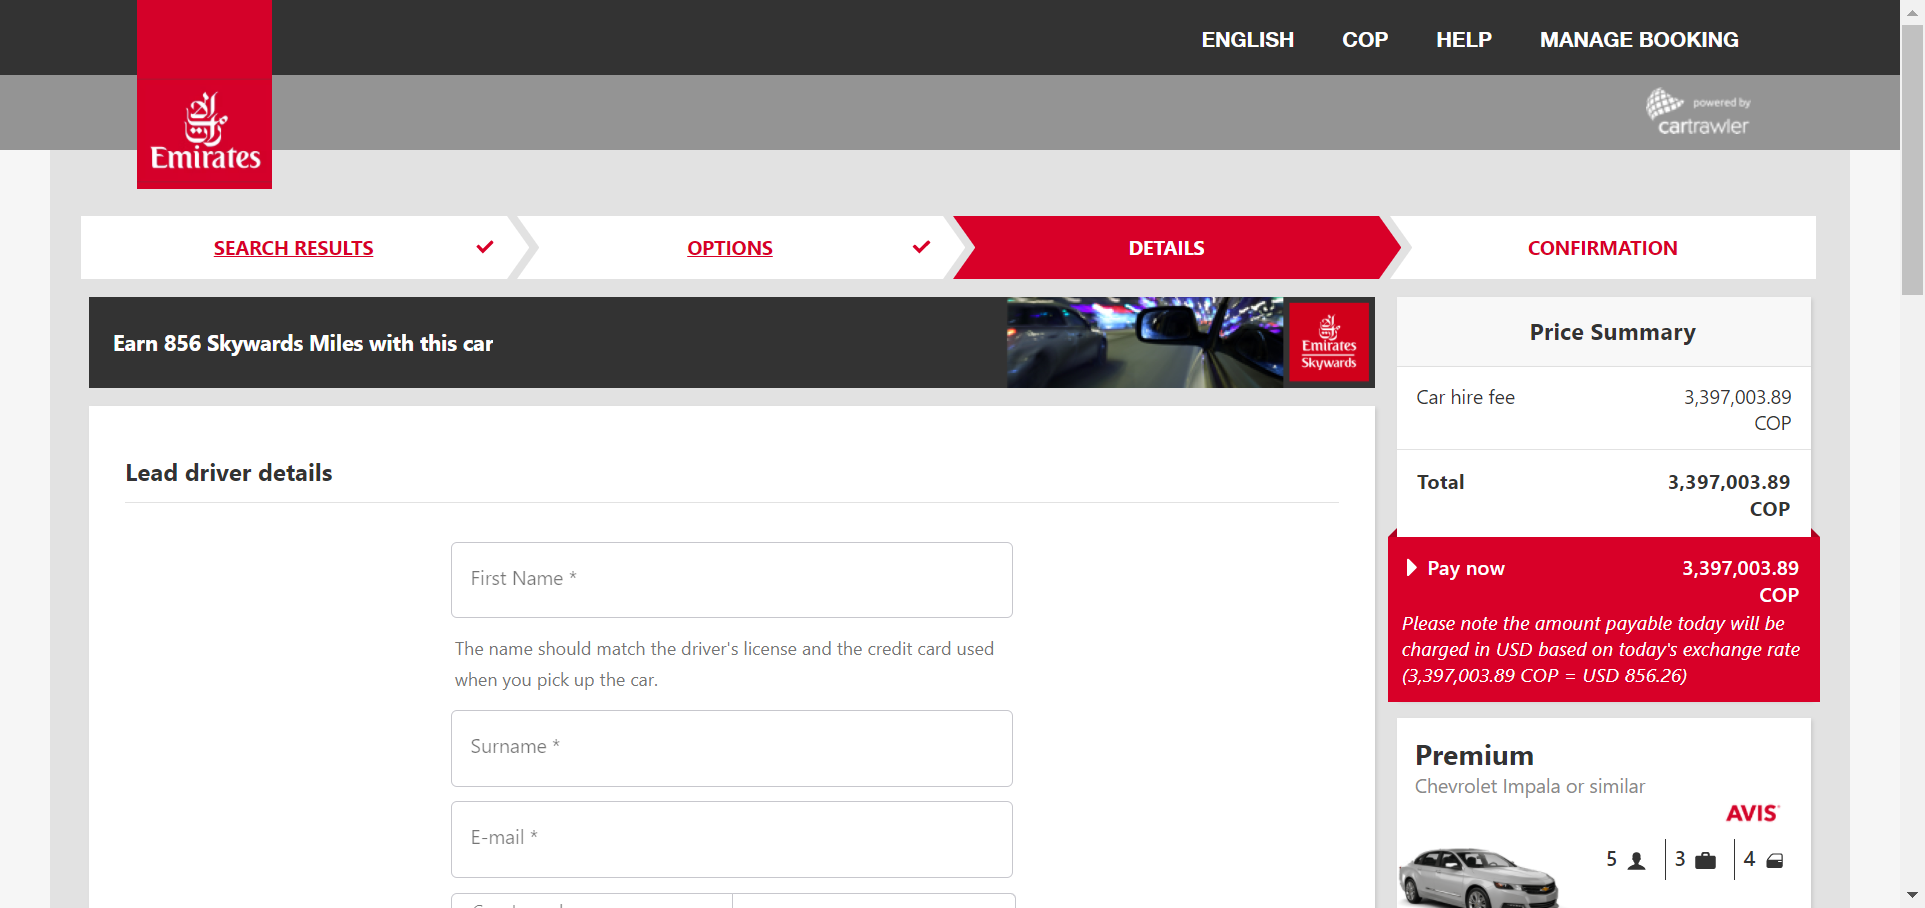 ENGLISH COP HELP MANAGE BOOKING
Emirates
powered by
cartrawler
SEARCH RESULTS OPTIONS DETAILS CONFIRMATION
Earn 856 Skywards Miles with this car
Emirates
Skywards
Lead driver details
First Name *
The name should match the driver's license and the credit card used
when you pick up the car.
Surname *
E-mail *
Price Summary
Car hire fee 3,397,003.89
COP
Total 3,397,003.89
COP
Pay now 3,397,003.89
COP
Please note the amount payable today will be
charged in USD based on today's exchange rate
(3,397,003.89 COP = USD 856.26)
Premium
Chevrolet Impala or similar
AVIS
5 3 4